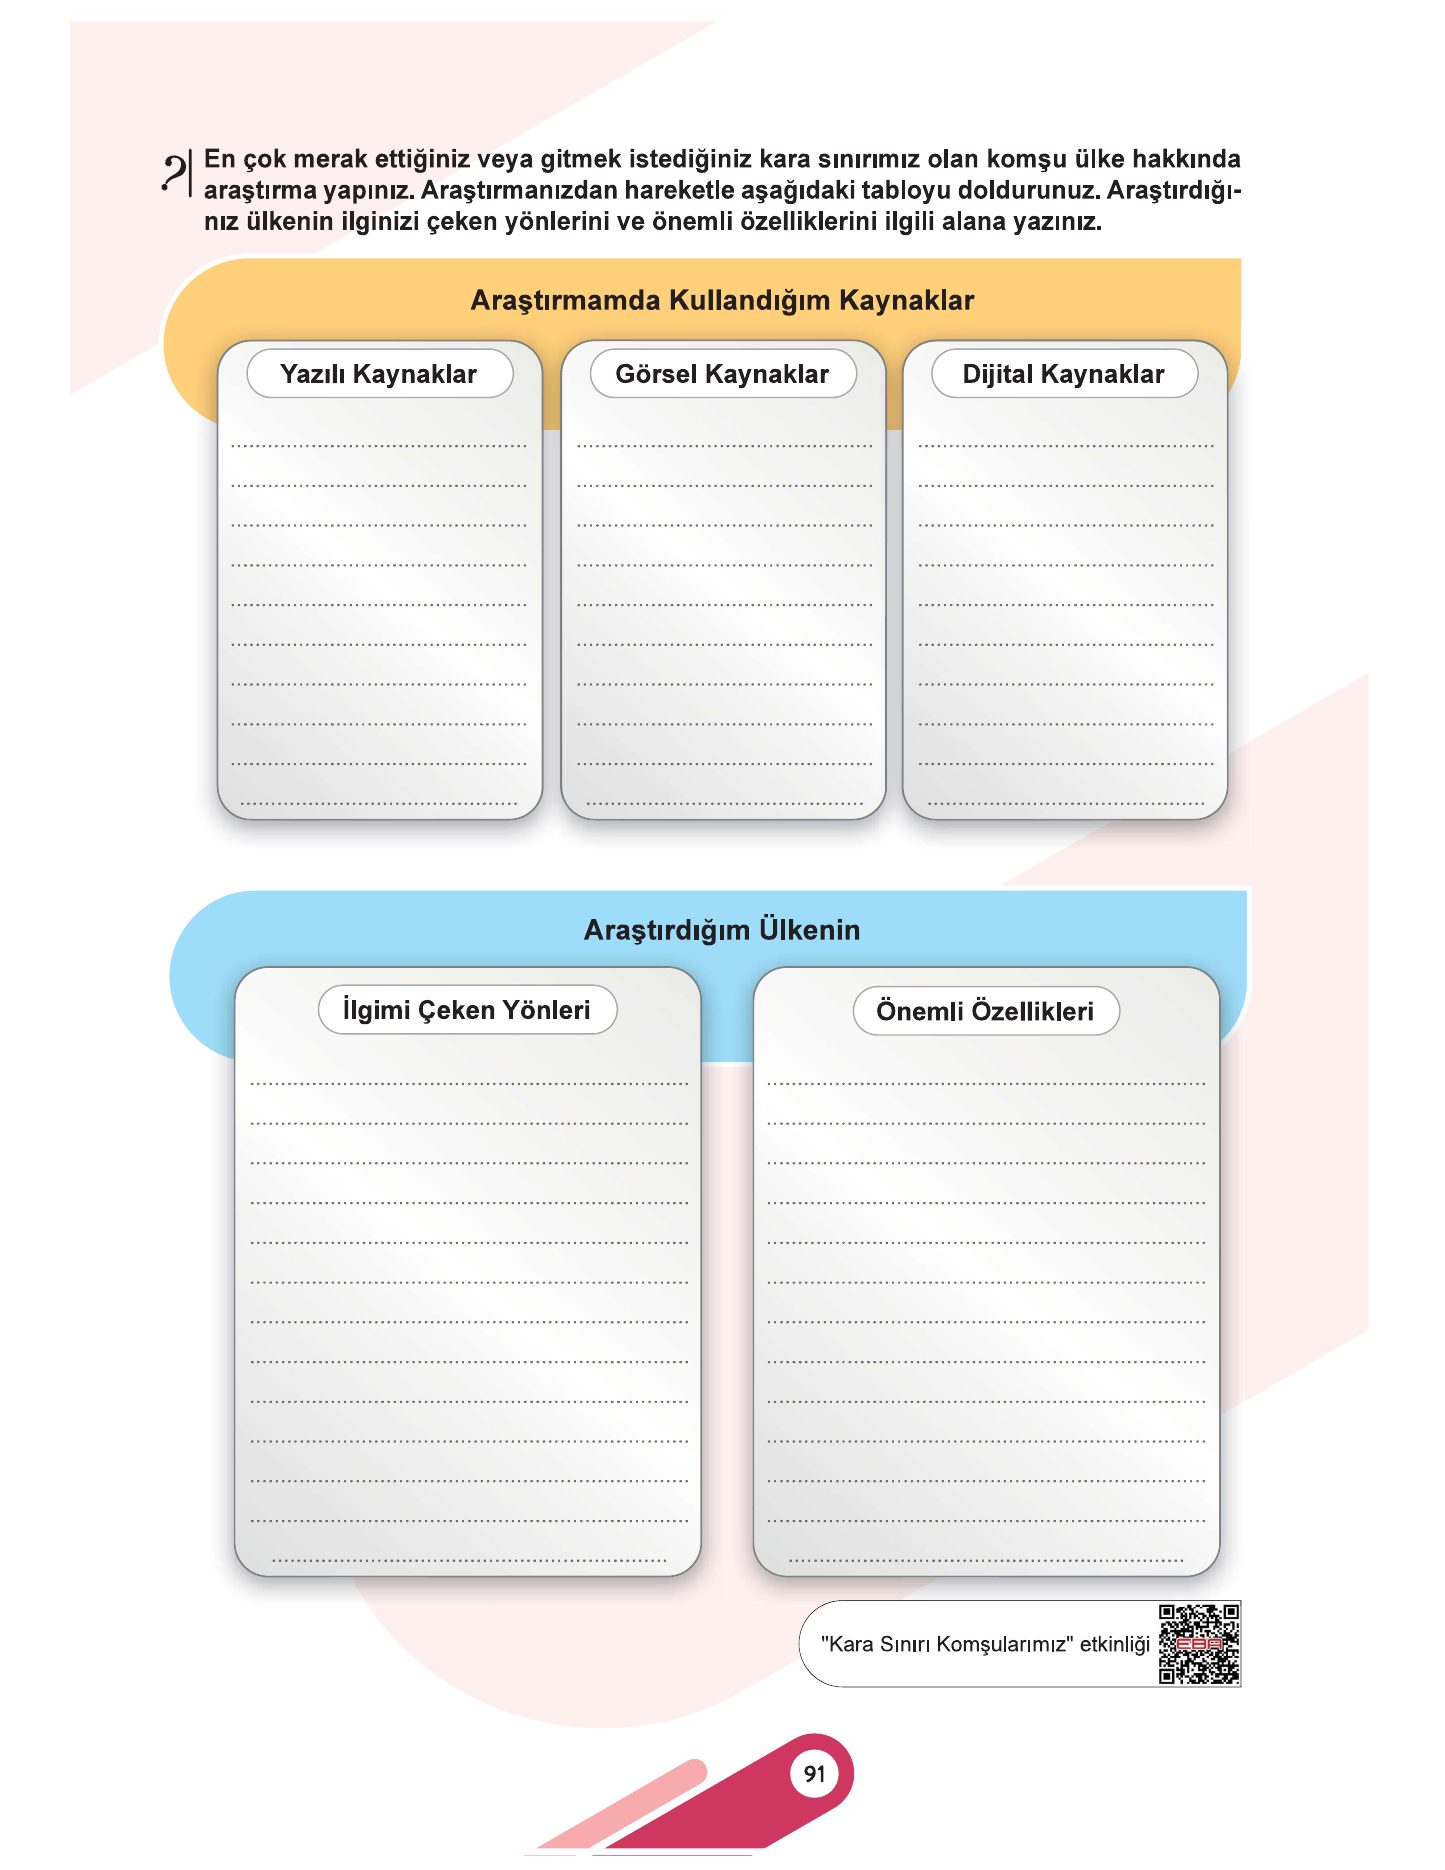 En çok merak ettiğiniz veya gitmek istediğiniz kara sınırımız olan komşu ülke hakkında
araştırma yapınız. Araştırmanızdan hareketle aşağıdaki tabloyu doldurunuz. Araştırdığı-
nız ülkenin ilginizi çeken yönlerini ve önemli özelliklerini ilgili alana yazınız.
Araştırmamda Kullandığım Kaynaklar
Yazılı Kaynaklar
Görsel Kaynaklar
Dijital Kaynaklar
Araştırdığım Ülkenin
İlgimi Çeken Yönleri
Önemli Özellikleri
"Kara Sınırı Komşularımız" etkinliği
EBA
91